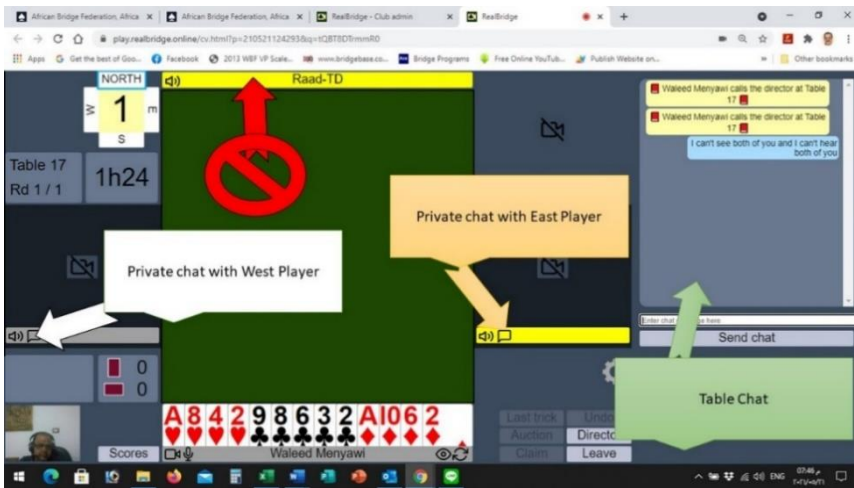 African Bridge Federation, Africa
African Bridge Federation, Africa
RealBridge - Club admin
RealBridge
play.realbridge.online/cv.html?p=210521124293&q=tQBTBDTrmmR0
Apps
Get the best of Goo...
Facebook
2013 WBF VP Scale...
www.bridgebase.co...
Bridge Programs
Free Online YouTub...
Publish Website on...
Other bookmarks
NORTH
W 1 m
S
Table 17
Rd 1 / 1
1h24
Raad-TD
Waleed Menyawi calls the director at Table
17
Waleed Menyawi calls the director at Table
17
I can't see both of you and I can't hear
both of you
Private chat with East Player
Private chat with West Player
Enter chat
here
Send chat
Table Chat
0
0
A 8 4 2 9 8 6 3 2 A 10 6 2
Last trick
Undo
Auction
Claim
Leave
Scores
Waleed Menyawi
ENG